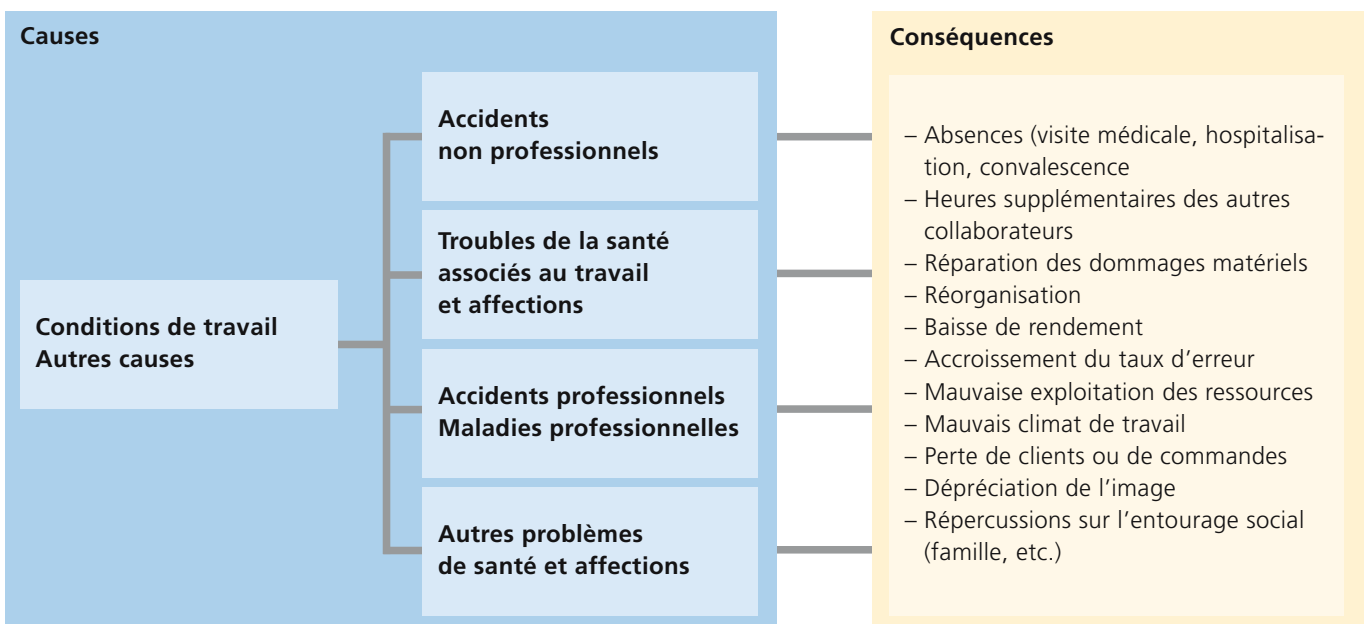 Causes
Conditions de travail
Autres causes
Accidents
non professionnels
Troubles de la santé
associés au travail
et affections
Accidents professionnels
Maladies professionnelles
Autres problèmes
de santé et affections
Conséquences
– Absences (visite médicale, hospitalisa-
tion, convalescence
– Heures supplémentaires des autres
collaborateurs
– Réparation des dommages matériels
– Réorganisation
– Baisse de rendement
– Accroissement du taux d'erreur
– Mauvaise exploitation des ressources
– Mauvais climat de travail
– Perte de clients ou de commandes
– Dépréciation de l'image
– Répercussions sur l'entourage social
(famille, etc.)